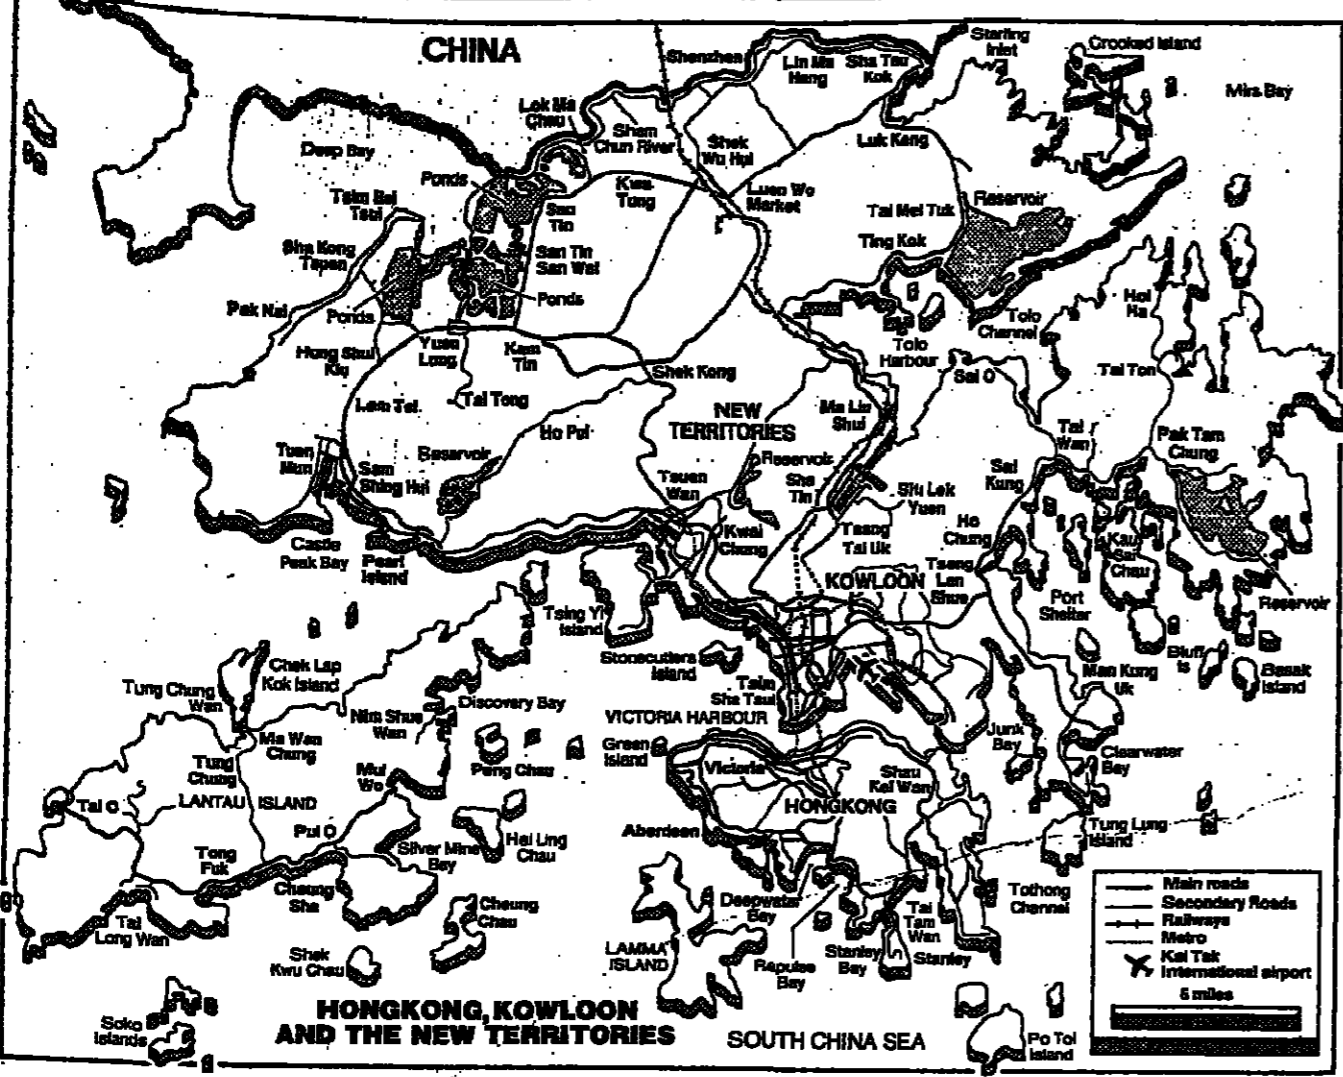 CHINA
Shenzhen
Lin Ma
Hang
Sha Tau
Kok
Starling
Inlet
Crooked Island
Mirs Bay
Lok Ma
Chau
Sham
Chun River
Shek
Wu Hui
Luk Keng
Deep Bay
Ponds
Kwu
Tung
Luen Wo
Market
Tai Mei Tuk
Reservoir
Tsim Bei
Tsui
San
Tin
Ting Kok
Sha Kong
Tsuen
San Tin
San Wai
Ponds
Pak Nai
Ponds
Hoi
Ha
Tolo
Channel
Tolo
Harbour
Hung Shui
Kiu
Yuen
Long
Kam
Tin
Shek Kong
Sai O
Tai Ton
Lam Tei
Tai Tong
NEW
TERRITORIES
Ma Liu
Shui
Ho Pui
Tai
Wan
Pak Tam
Chung
Tuen
Mun
Sam
Shing Hui
Reservoir
Tsuen
Wan
Reservoir
Sha
Tin
Shu Lek
Yuen
Sai
Kung
Kwai
Chung
Tsang
Tai Uk
Ho
Chung
Kau
Sai
Chau
Castle
Peak Bay
Pearl
Island
KOWLOON
Tseng
Lan
Shue
Port
Shelter
Reservoir
Tsing Yi
Island
Stonecutters
Island
Bluff
Is
Basak
Island
Man Kung
Uk
Chek Lap
Kok Island
Tung Chung
Wan
Tsim
Sha Tsui
Discovery Bay
Nim Shue
Wan
VICTORIA HARBOUR
Junk
Bay
Ma Wan
Chung
Green
Island
Clearwater
Bay
Tung
Chung
Mui
Wo
Peng Chau
Victoria
Shau
Kei Wan
Tai O
LANTAU ISLAND
HONGKONG
Pui O
Aberdeen
Tung Lung
Island
Silver Mine
Bay
Hai Ling
Chau
Tong
Fuk
Cheung
Sha
Cheung
Chau
Deepwater
Bay
Tai
Tam
Wan
Tothong
Channel
Tai
Long Wan
Shek
Kwu Chau
LAMMA
ISLAND
Repulse
Bay
Stanley
Bay
Stanley
Soko
Islands
HONGKONG, KOWLOON
AND THE NEW TERRITORIES
SOUTH CHINA SEA
Po Toi
Island
Main roads
Secondary Roads
Railways
Metro
Kai Tak
International airport
5 miles